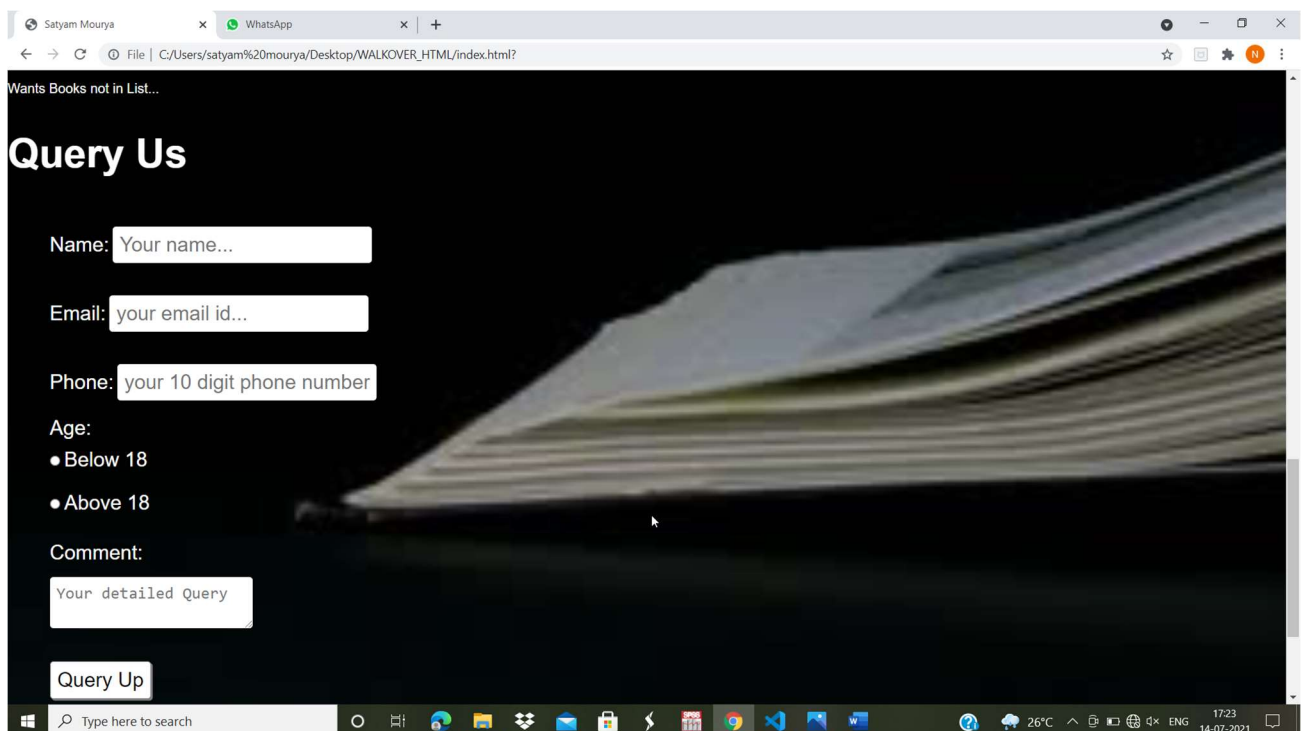 Satyam Mourya
WhatsApp
File | C:/Users/satyam%20mourya/Desktop/WALKOVER_HTML/index.html?
N
Wants Books not in List...
Query Us
Name: Your name...
Email: your email id...
Phone: your 10 digit phone number
Age:
Below 18
Above 18
Comment:
Your detailed Query
Query Up
Type here to search
SPSS
26°C ENG 17:23
14-07-2021